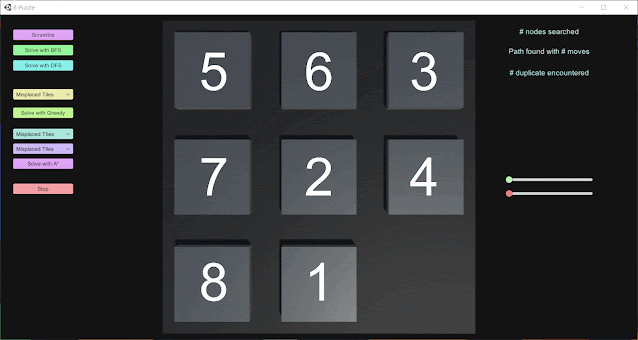 8-Puzzle
Scramble
Solve with BFS
Solve with DFS
Misplaced Tiles
Solve with Greedy
Misplaced Tiles
Misplaced Tiles
Solve with A*
Stop
5 6 3
7 2 4
8 1
# nodes searched
Path found with # moves
# duplicate encountered